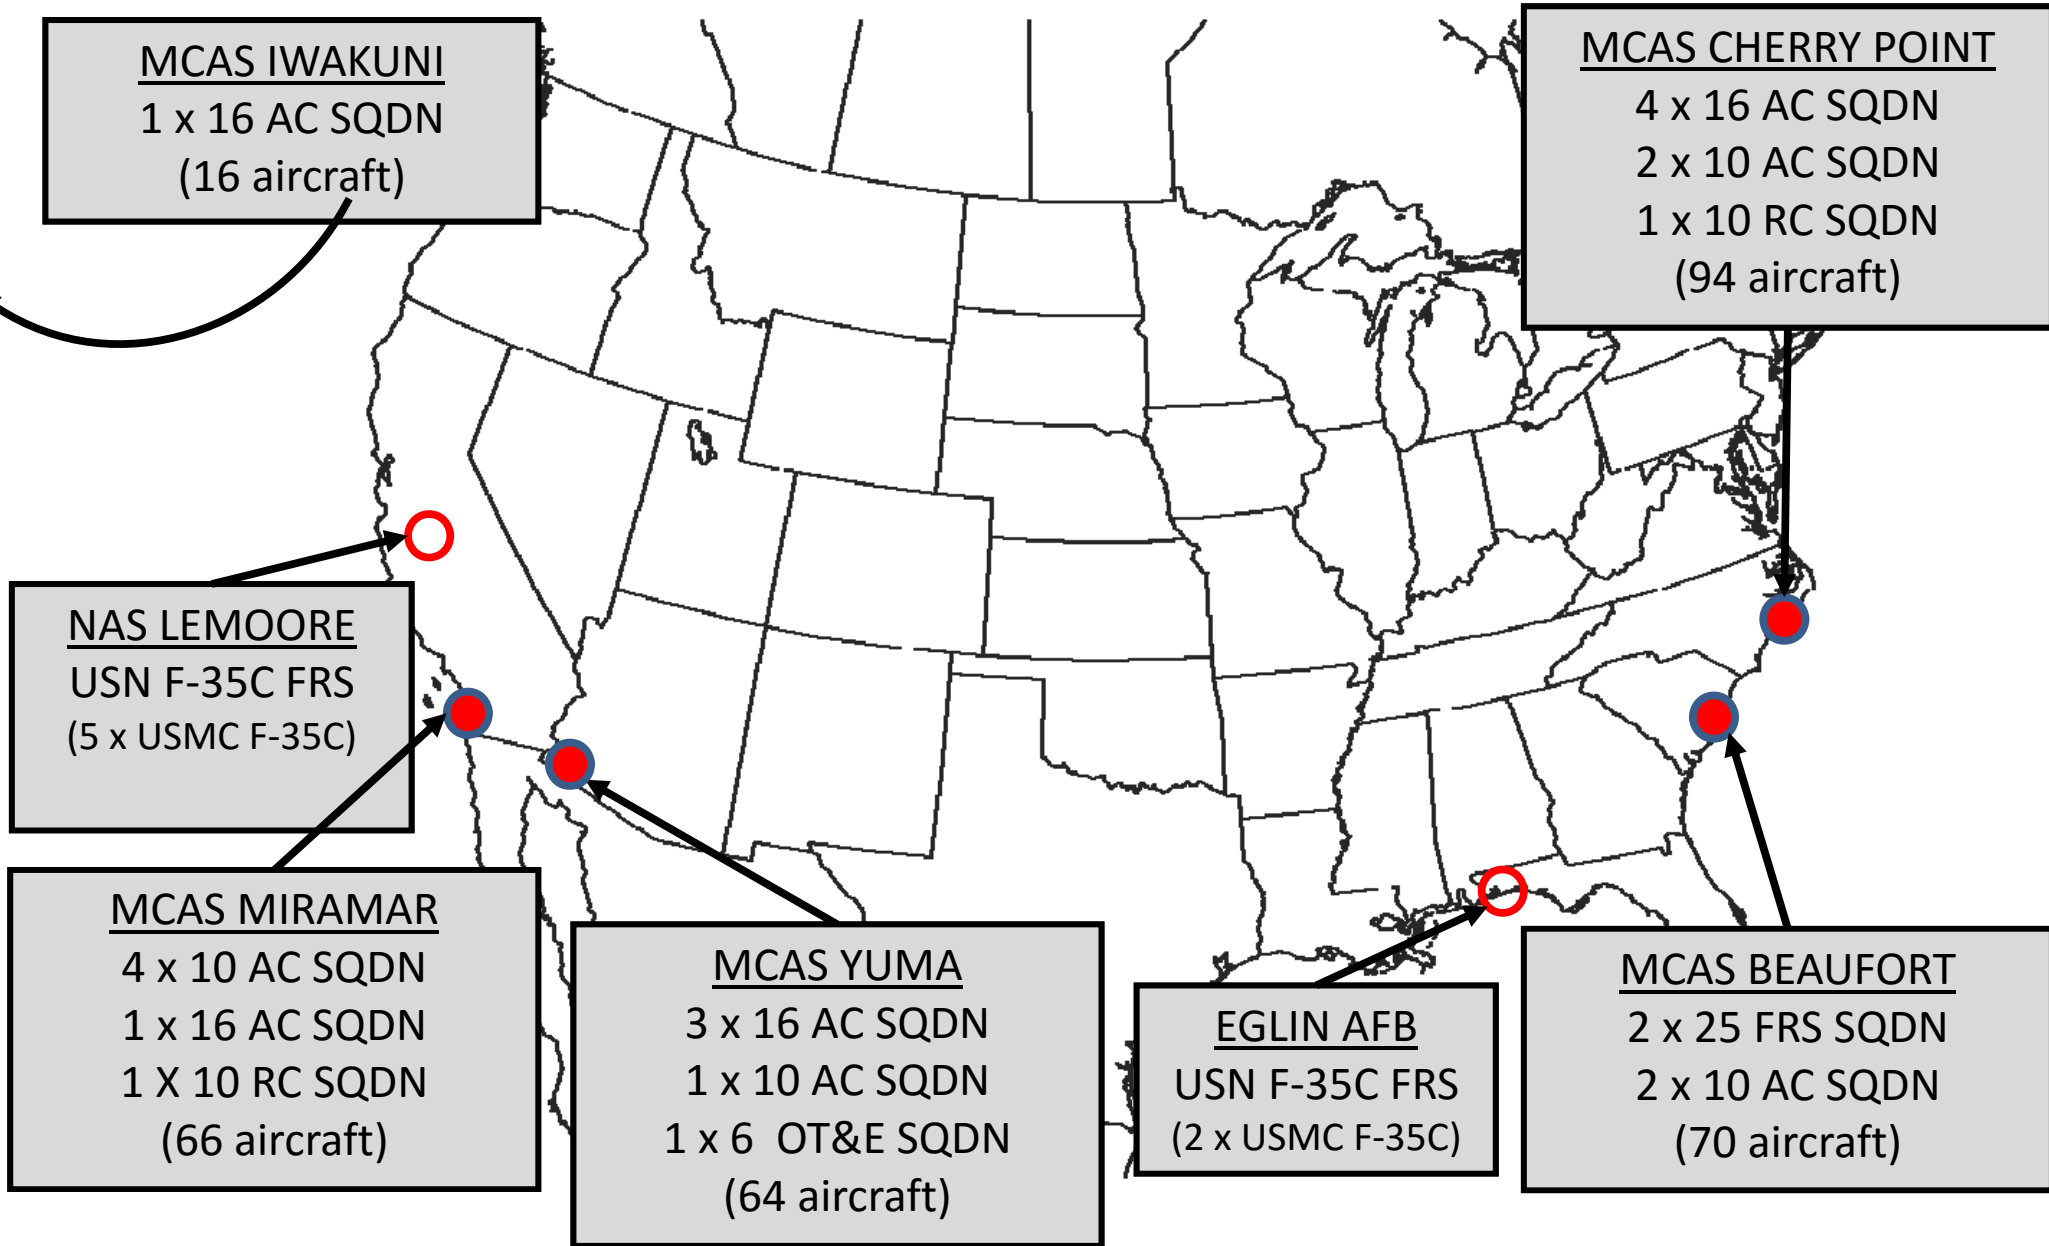 MCAS IWAKUNI
1 x 16 AC SQDN
(16 aircraft)
MCAS CHERRY POINT
4 x 16 AC SQDN
2 x 10 AC SQDN
1 x 10 RC SQDN
(94 aircraft)
NAS LEMOORE
USN F-35C FRS
(5 x USMC F-35C)
MCAS MIRAMAR
4 x 10 AC SQDN
1 x 16 AC SQDN
1 X 10 RC SQDN
(66 aircraft)
MCAS YUMA
3 x 16 AC SQDN
1 x 10 AC SQDN
1 x 6 OT&E SQDN
(64 aircraft)
EGLIN AFB
USN F-35C FRS
(2 x USMC F-35C)
MCAS BEAUFORT
2 x 25 FRS SQDN
2 x 10 AC SQDN
(70 aircraft)